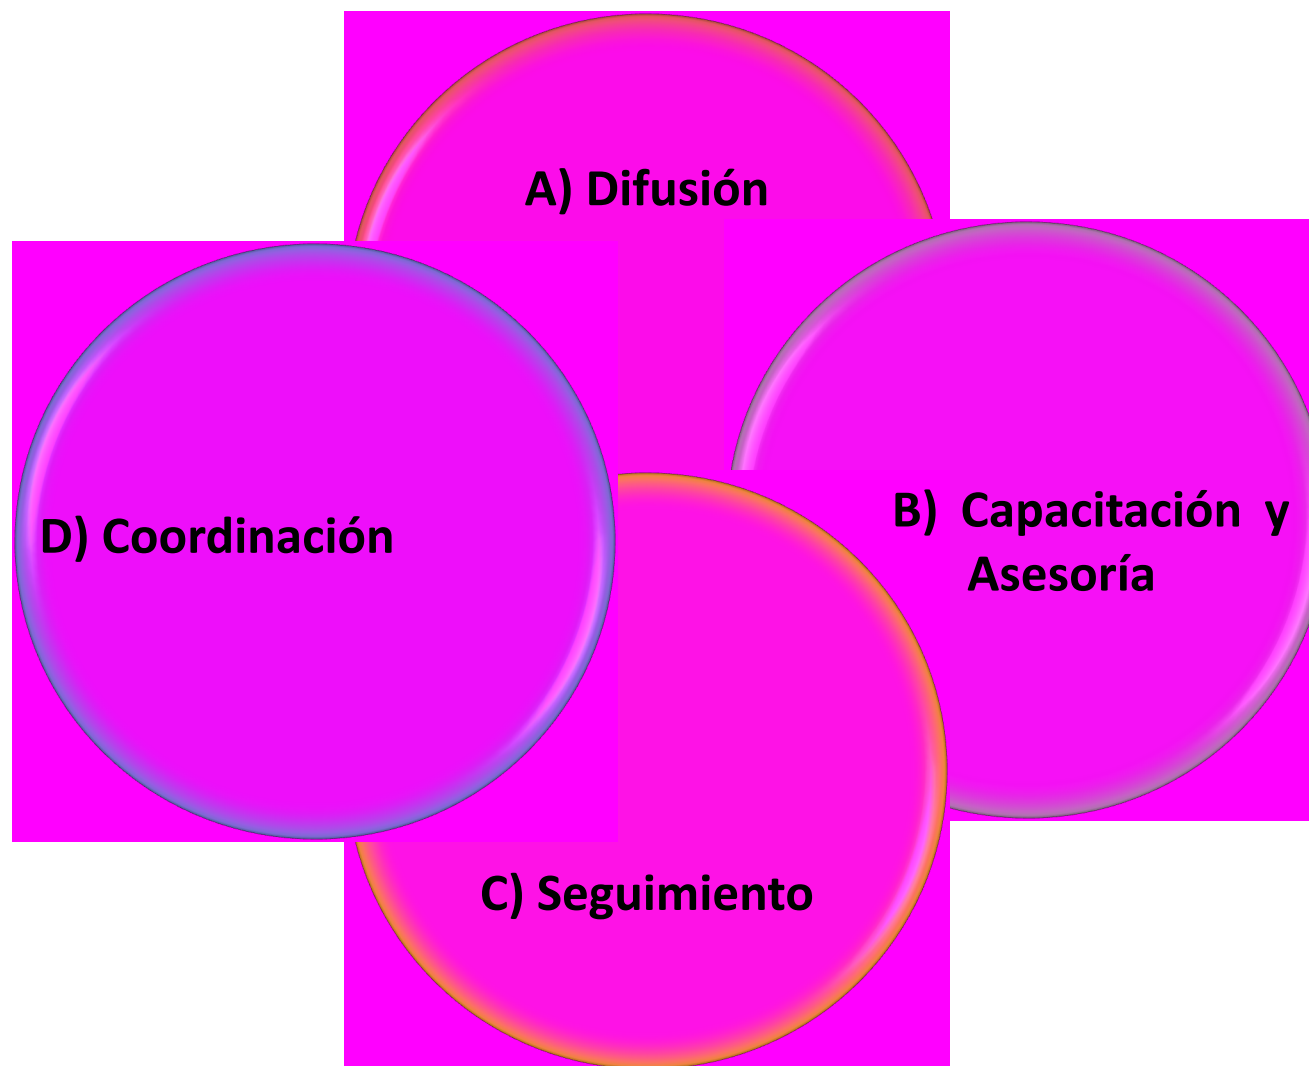 A) Difusión
B) Capacitación y
Asesoría
D) Coordinación
C) Seguimiento